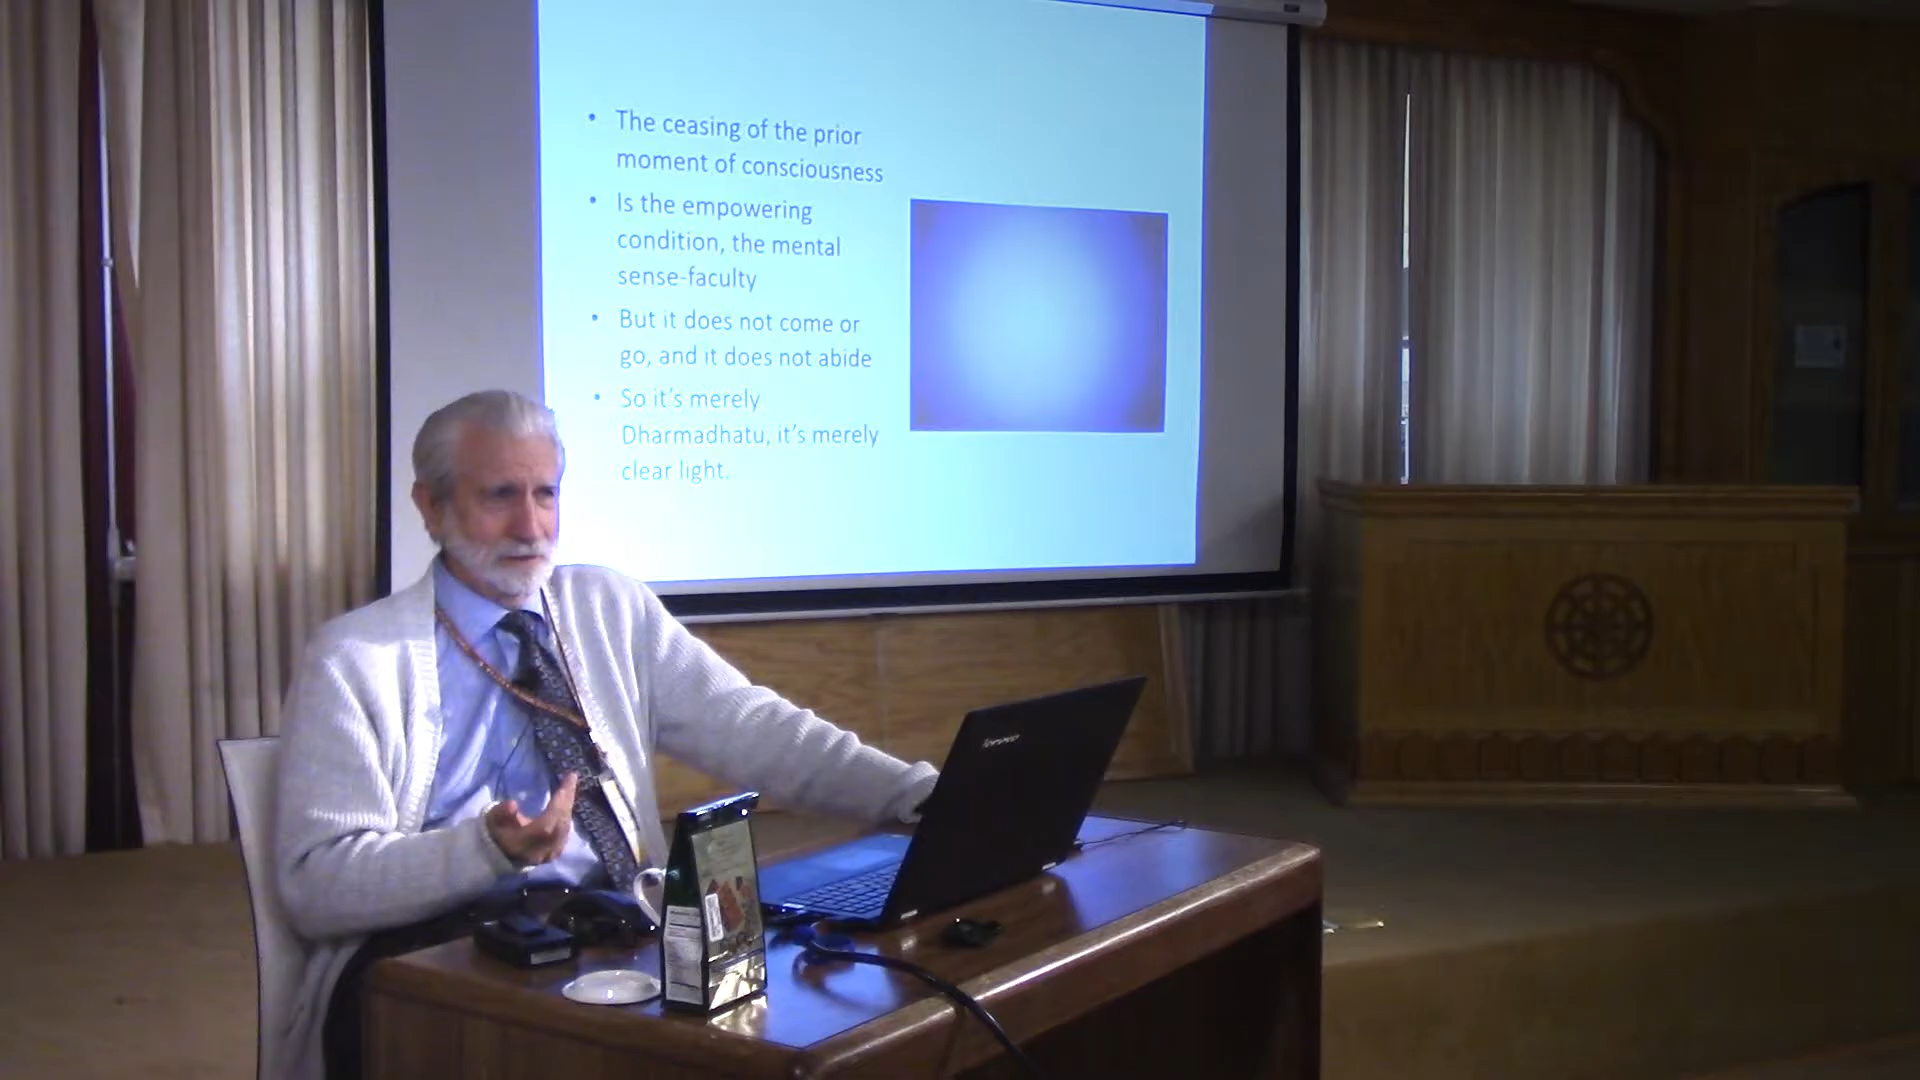 • The ceasing of the prior
moment of consciousness
• Is the empowering
condition, the mental
sense-faculty
• But it does not come or
go, and it does not abide
• So it's merely
Dharmadhatu, it's merely
clear light.
lenovo